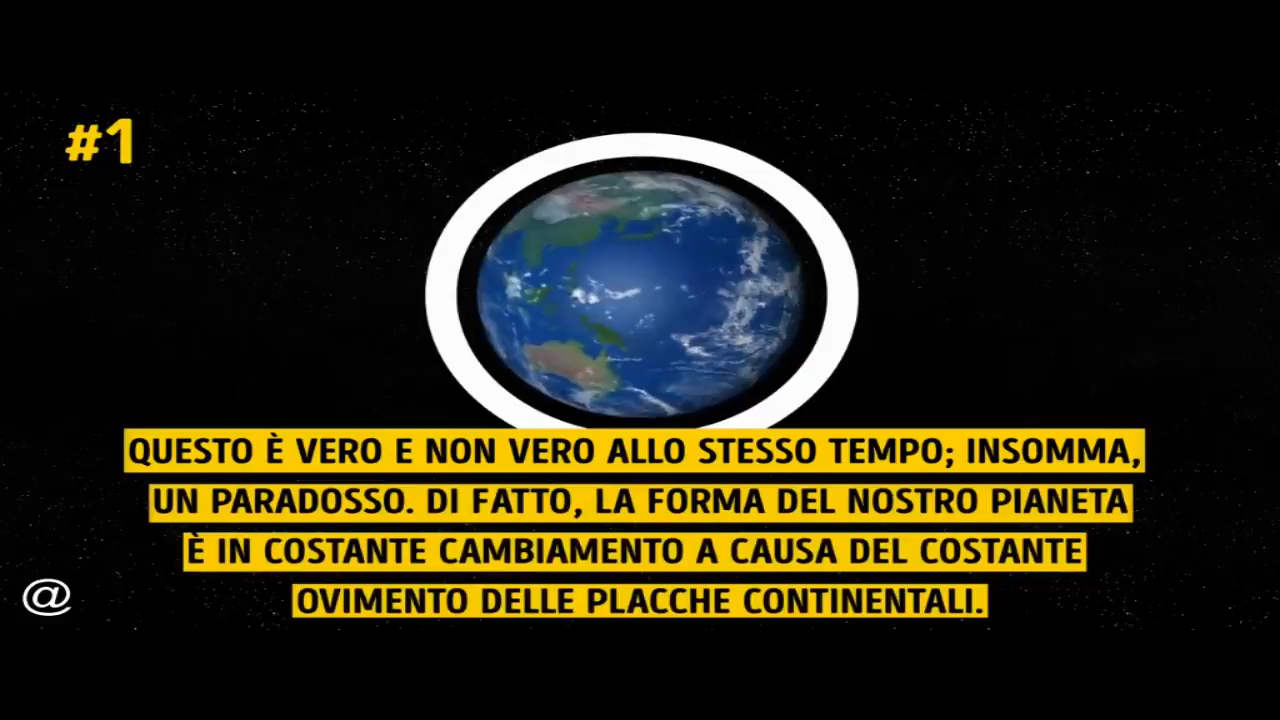 #1
QUESTO È VERO E NON VERO ALLO STESSO TEMPO; INSOMMA,
UN PARADOSSO. DI FATTO, LA FORMA DEL NOSTRO PIANETA
È IN COSTANTE CAMBIAMENTO A CAUSA DEL COSTANTE
OVIMENTO DELLE PLACCHE CONTINENTALI.
@